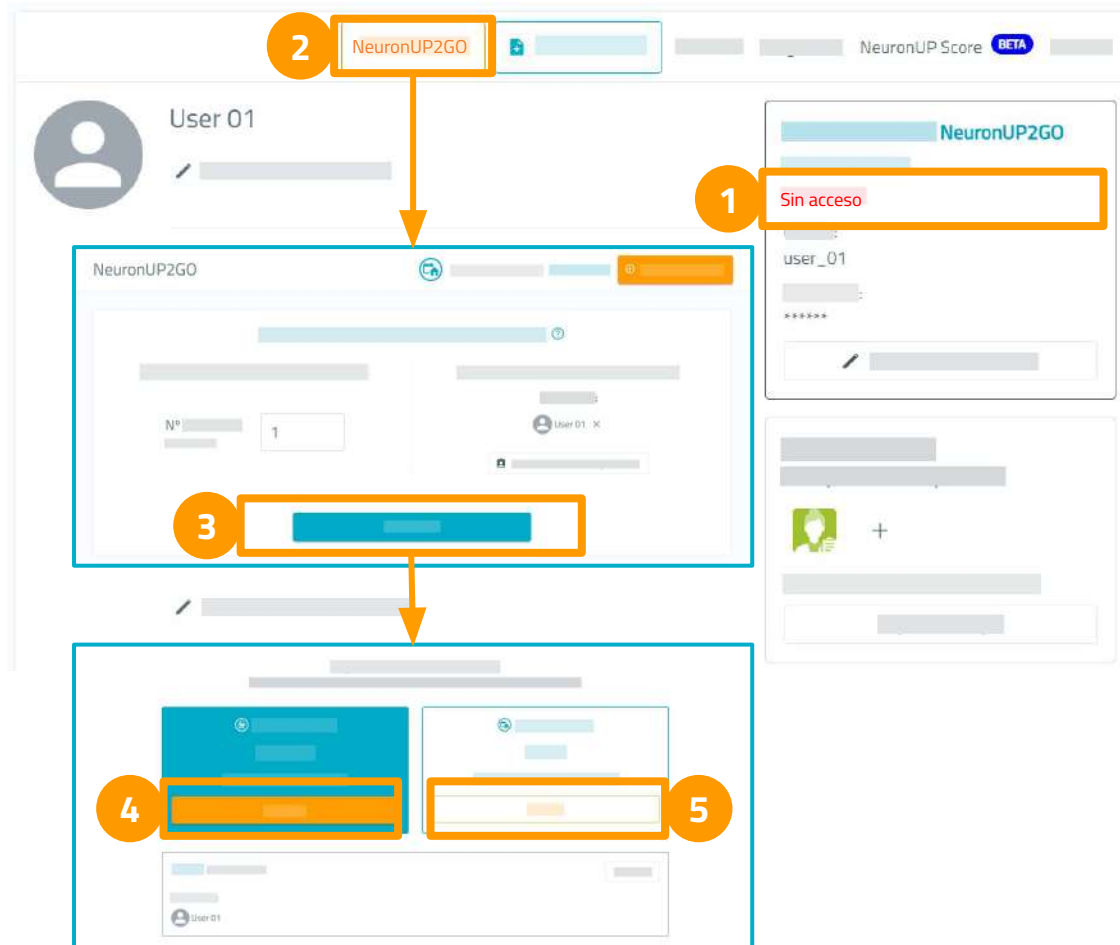 2
NeuronUP2GO
NeuronUP Score BETA
User 01
NeuronUP2GO
1
Sin acceso
:
user_01
:
******
NeuronUP2GO
:
Nº
1
User 01 ×
3
+
4
5
User 01